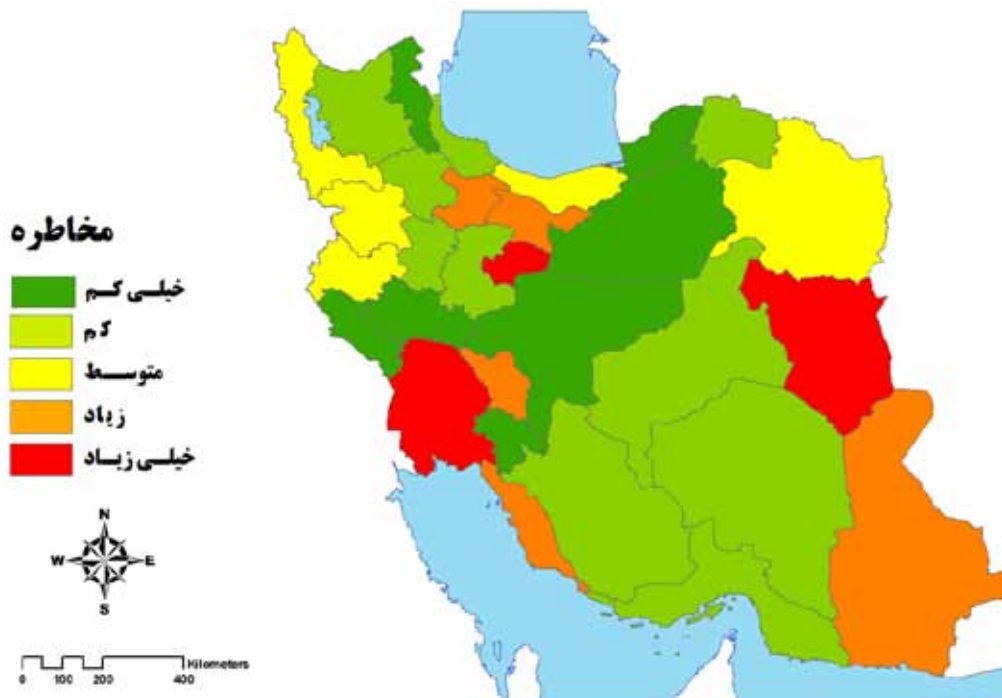 مخاطره
خیلی کم
کم
متوسط
زیاد
خیلی زیاد
N
W E
S
Kilometers
0 100 200 400